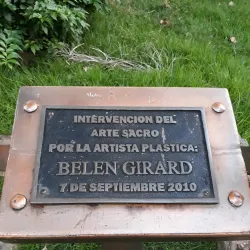 INTERVENCION DEL
ARTE SACRO
POR LA ARTISTA PLASTICA:
BELEN GIRARD
7 DE SEPTIEMBRE 2010